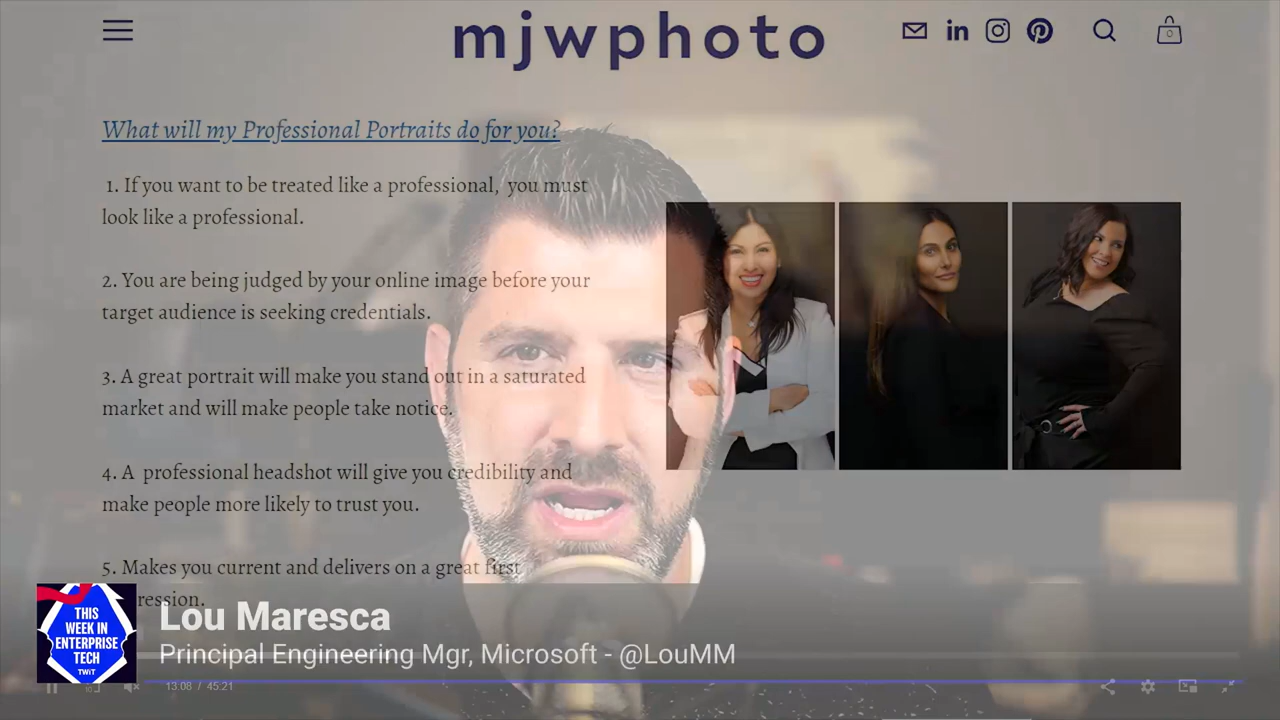 mjwphoto
0
What will my Professional Portraits do for you?
1. If you want to be treated like a professional, you must
look like a professional.
2. You are being judged by your online image before your
target audience is seeking credentials.
3. A great portrait will make you stand out in a saturated
market and will make people take notice.
4. A professional headshot will give you credibility and
make people more likely to trust you.
5. Makes you current and delivers on a great first
ression.
THIS
WEEK IN
ENTERPRISE
TECH
TWiT
Lou Maresca
Principal Engineering Mgr, Microsoft - @LouMM
13:08 / 45:21